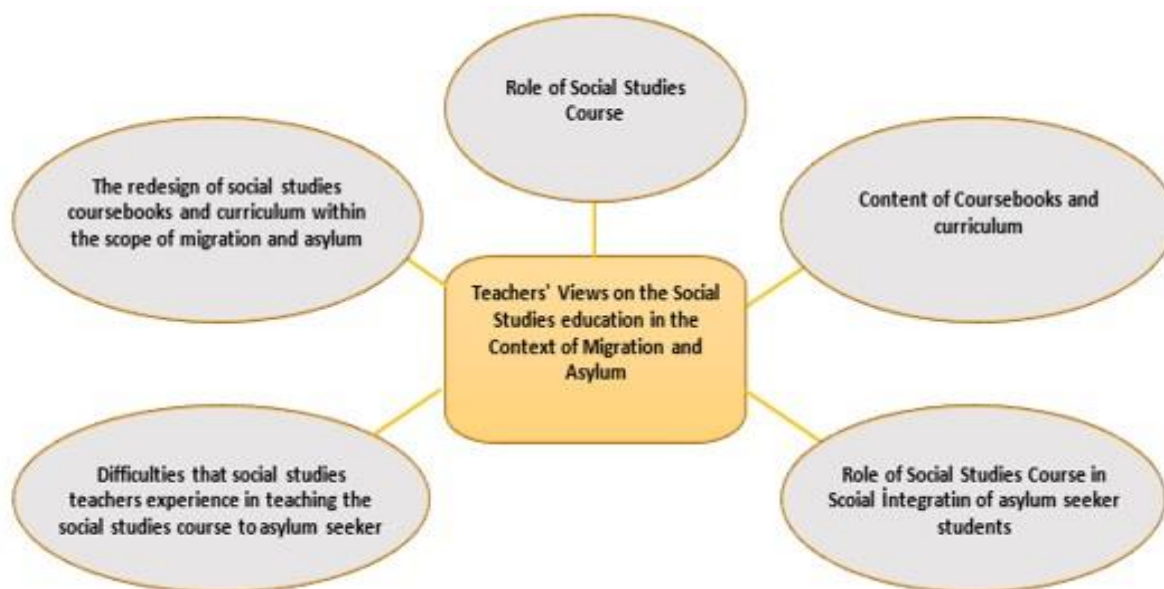 Role of Social Studies
Course
The redesign of social studies
coursebooks and curriculum within
the scope of migration and asylum
Content of Coursebooks and
curriculum
Teachers' Views on the Social
Studies education in the
Context of Migration and
Asylum
Difficulties that social studies
teachers experience in teaching the
social studies course to asylum seeker
Role of Social Studies Course in
Scoial İntegratin of asylum seeker
students